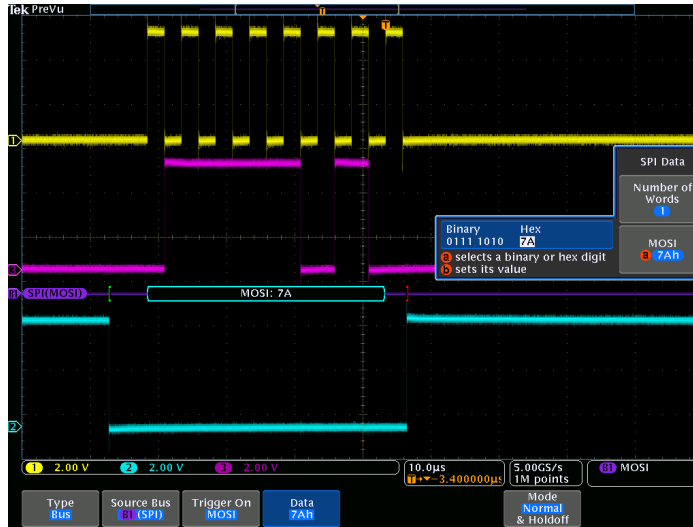 Tek PreVu
T
T
1
SPI Data
Number of
Words
1
Binary Hex
0111 1010 7A
a selects a binary or hex digit
b sets its value
MOSI
a 7Ah
3
B1 SPI(MOSI) MOSI: 7A
2
1 2.00 V 2 2.00 V 3 2.00 V
10.0µs
T→▼−3.400000µs
5.00GS/s
1M points
B1 MOSI
Type
Bus
Source Bus
B1 (SPI)
Trigger On
MOSI
Data
7Ah
Mode
Normal
& Holdoff